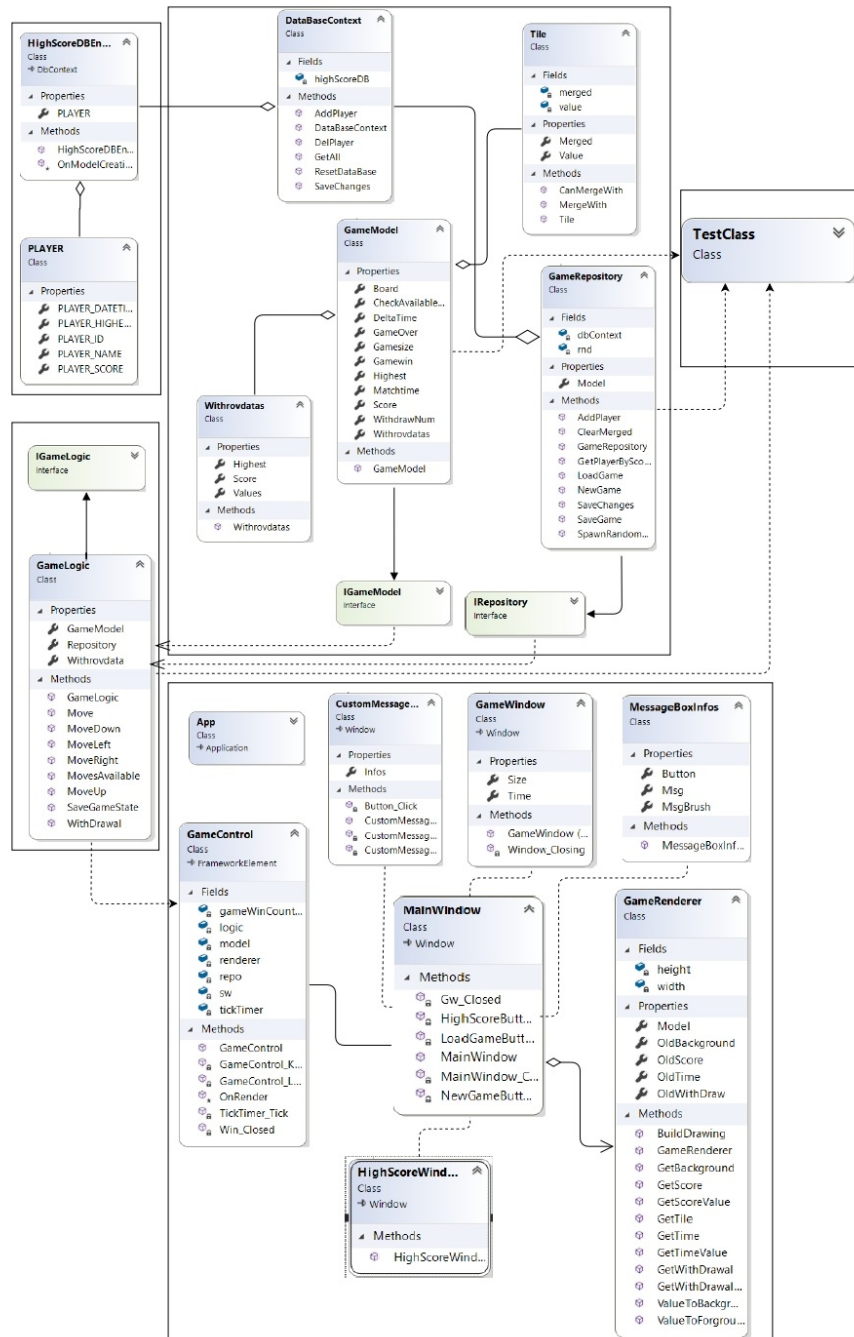 HighScoreDBEn...
Class
DbContext
Properties
PLAYER
Methods
HighScoreDBEn...
OnModelCreati...
PLAYER
Class
Properties
PLAYER_DATETI...
PLAYER_HIGHE...
PLAYER_ID
PLAYER_NAME
PLAYER_SCORE
DataBaseContext
Class
Fields
highScoreDB
Methods
AddPlayer
DataBaseContext
DelPlayer
GetAll
ResetDataBase
SaveChanges
Tile
Class
Fields
merged
value
Properties
Merged
Value
Methods
CanMergeWith
MergeWith
Tile
GameModel
Class
Properties
Board
CheckAvailable...
DeltaTime
GameOver
Gamesize
Gamewin
Highest
Matchtime
Score
WithdrawNum
Withrovdatas
Methods
GameModel
GameRepository
Class
Fields
dbContext
rnd
Properties
Model
Methods
AddPlayer
ClearMerged
GameRepository
GetPlayerBySco...
LoadGame
NewGame
SaveChanges
SaveGame
SpawnRandom...
Withrovdatas
Class
Properties
Highest
Score
Values
Methods
Withrovdatas
IGameModel
Interface
IRepository
Interface
TestClass
Class
IGameLogic
Interface
GameLogic
Class
Properties
GameModel
Repository
Withrovdata
Methods
GameLogic
Move
MoveDown
MoveLeft
MoveRight
MovesAvailable
MoveUp
SaveGameState
WithDrawal
App
Class
Application
CustomMessage...
Class
Window
Properties
Infos
Methods
Button_Click
CustomMessag...
CustomMessag...
CustomMessag...
GameWindow
Class
Window
Properties
Size
Time
Methods
GameWindow (...
Window_Closing
MessageBoxInfos
Class
Properties
Button
Msg
MsgBrush
Methods
MessageBoxInf...
GameControl
Class
FrameworkElement
Fields
gameWinCount...
logic
model
renderer
repo
sw
tickTimer
Methods
GameControl
GameControl_K...
GameControl_L...
OnRender
TickTimer_Tick
Win_Closed
MainWindow
Class
Window
Methods
Gw_Closed
HighScoreButt...
LoadGameButt...
MainWindow
MainWindow_C...
NewGameButt...
GameRenderer
Class
Fields
height
width
Properties
Model
OldBackground
OldScore
OldTime
OldWithDraw
Methods
BuildDrawing
GameRenderer
GetBackground
GetScore
GetScoreValue
GetTile
GetTime
GetTimeValue
GetWithDrawal
GetWithDrawal...
ValueToBackgr...
ValueToForgrou...
HighScoreWind...
Class
Window
Methods
HighScoreWind...